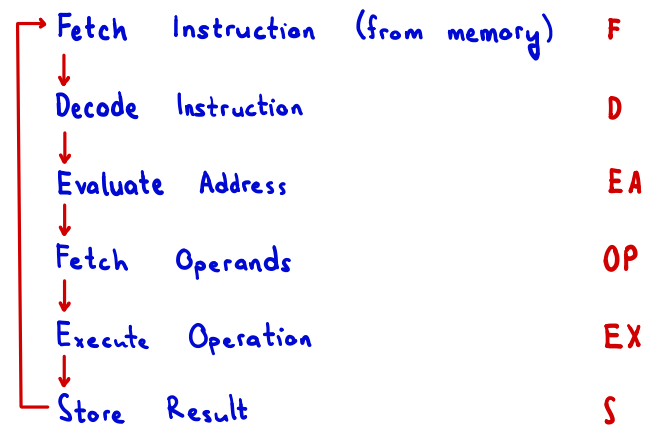 Fetch Instruction (from memory) F
Decode Instruction D
Evaluate Address EA
Fetch Operands OP
Execute Operation EX
Store Result S